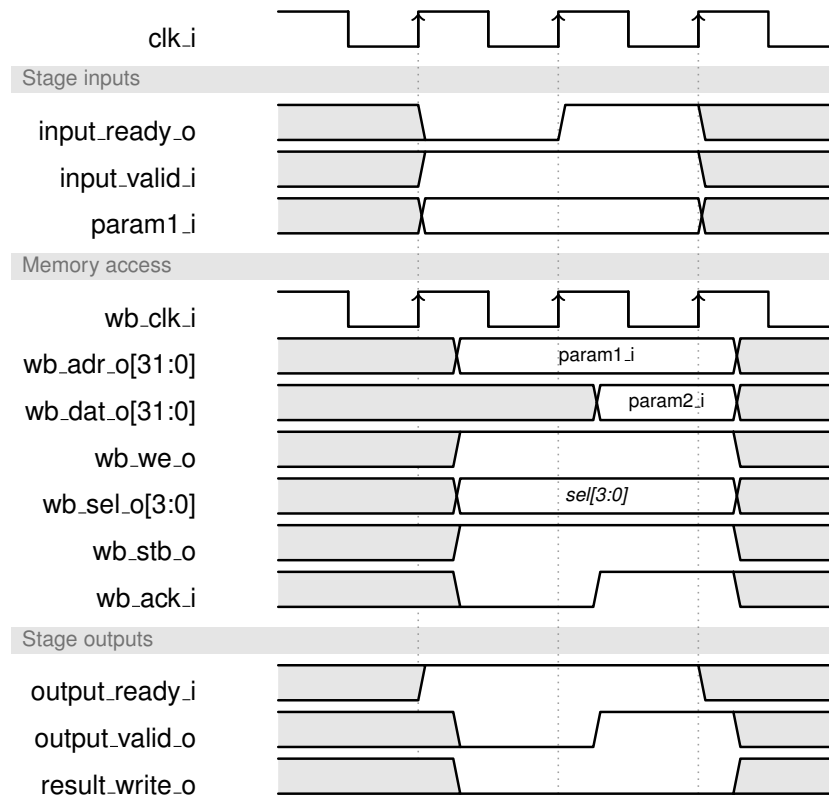 clk_i
Stage inputs
input_ready_o
input_valid_i
param1_i
Memory access
wb_clk_i
wb_adr_o[31:0] param1_i
wb_dat_o[31:0] param2_i
wb_we_o
wb_sel_o[3:0] sel[3:0]
wb_stb_o
wb_ack_i
Stage outputs
output_ready_i
output_valid_o
result_write_o